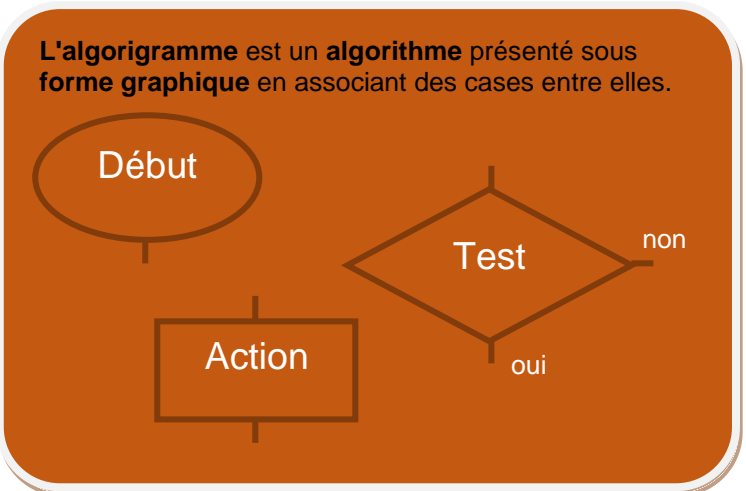 L'algorigramme est un algorithme présenté sous
forme graphique en associant des cases entre elles.
Début
Test
non
Action
oui